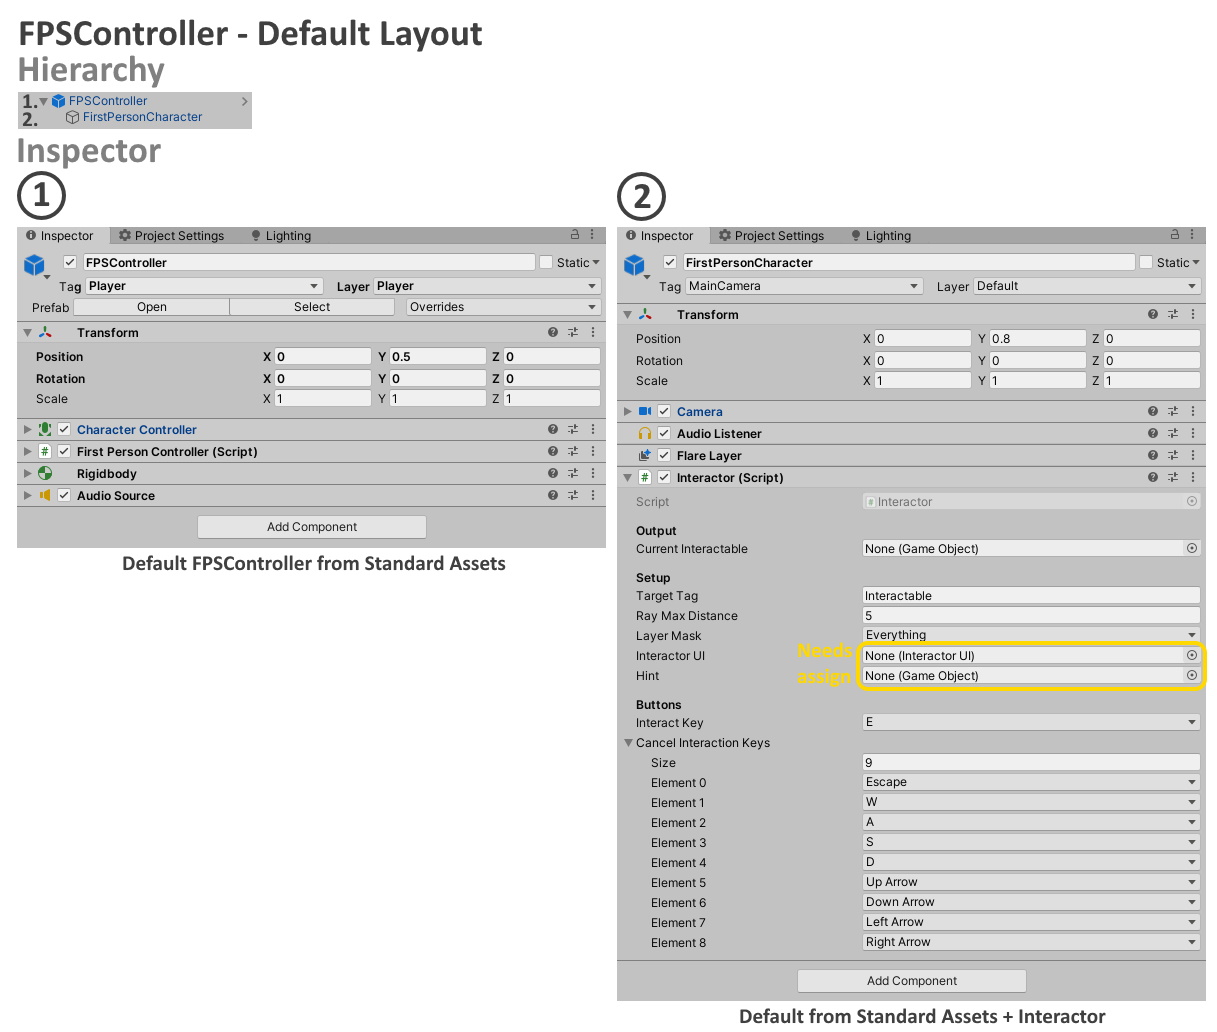 FPSController - Default Layout
Hierarchy
1. FPSController
2. FirstPersonCharacter
Inspector
1
Inspector Project Settings Lighting
FPSController Static
Tag Player Layer Player
Prefab Open Select Overrides
Transform
Position X 0 Y 0.5 Z 0
Rotation X 0 Y 0 Z 0
Scale X 1 Y 1 Z 1
Character Controller
# First Person Controller (Script)
Rigidbody
Audio Source
Add Component
Default FPSController from Standard Assets
2
Inspector Project Settings Lighting
FirstPersonCharacter Static
Tag MainCamera Layer Default
Transform
Position X 0 Y 0.8 Z 0
Rotation X 0 Y 0 Z 0
Scale X 1 Y 1 Z 1
Camera
Audio Listener
Flare Layer
# Interactor (Script)
Script # Interactor
Output
Current Interactable None (Game Object)
Setup
Target Tag Interactable
Ray Max Distance 5
Layer Mask Everything
Interactor UI Needs None (Interactor UI)
Hint assign None (Game Object)
Buttons
Interact Key E
Cancel Interaction Keys
Size 9
Element 0 Escape
Element 1 W
Element 2 A
Element 3 S
Element 4 D
Element 5 Up Arrow
Element 6 Down Arrow
Element 7 Left Arrow
Element 8 Right Arrow
Add Component
Default from Standard Assets + Interactor